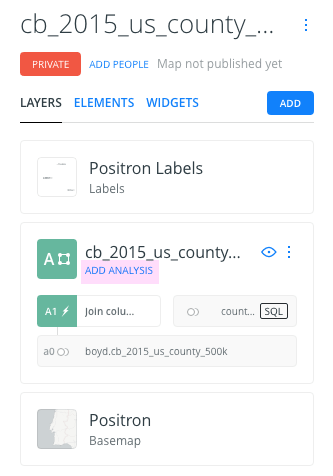 cb_2015_us_county_...
PRIVATE ADD PEOPLE Map not published yet
LAYERS ELEMENTS WIDGETS ADD
Positron Labels
Labels
A cb_2015_us_county...
ADD ANALYSIS
A1 Join colu... count... SQL
a0 boyd.cb_2015_us_county_500k
Positron
Basemap